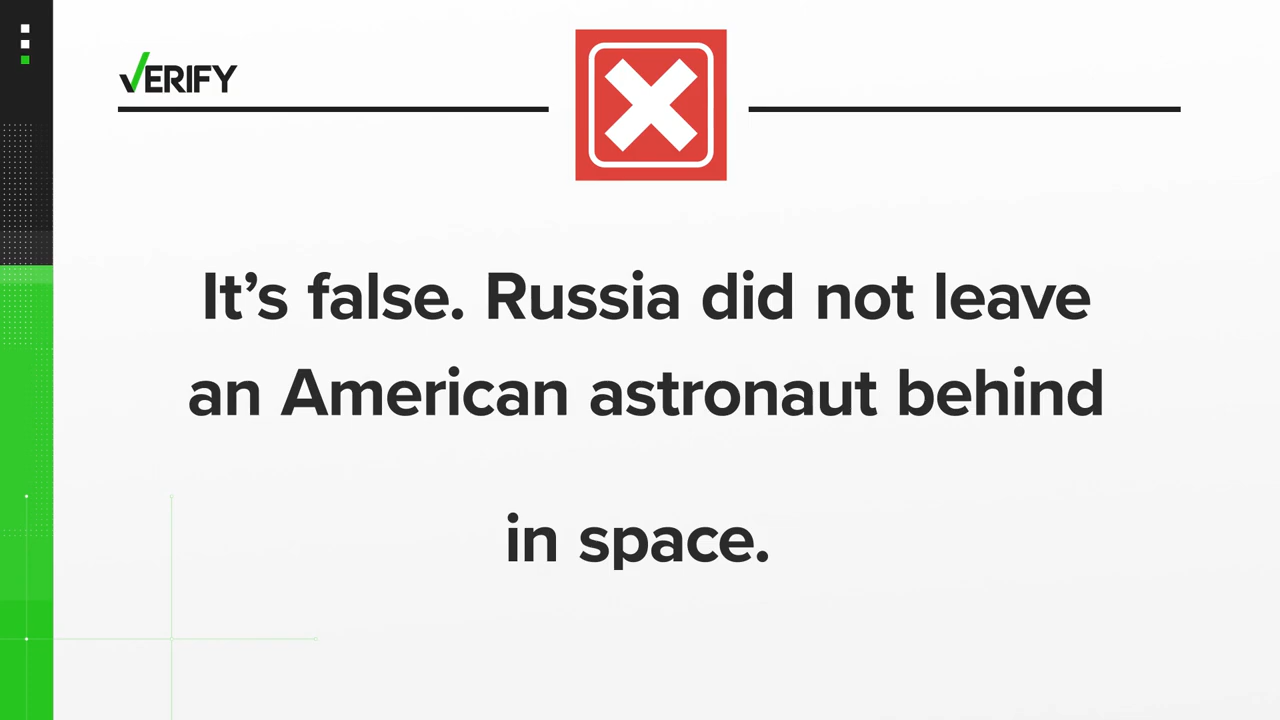 VERIFY
It’s false. Russia did not leave
an American astronaut behind
in space.